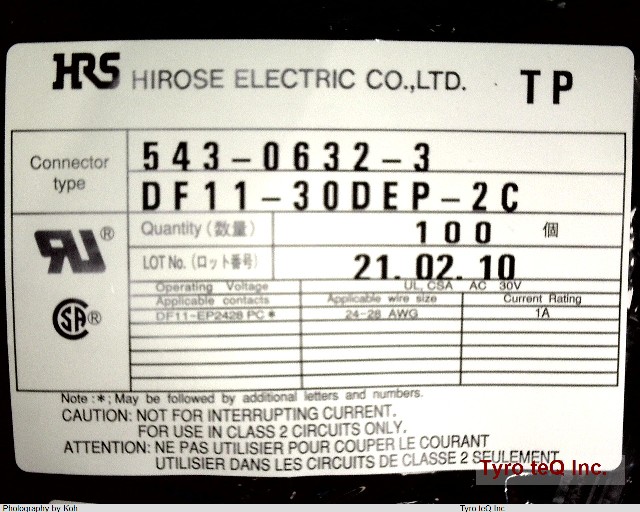 HRS HIROSE ELECTRIC CO.,LTD. TP
Connector type
543-0632-3
DF11-30DEP-2C
Quantity (数量) 100 個
LOT No. (ロット番号) 21.02.10
Operating Voltage UL, CSA AC 30V
Applicable contacts Applicable wire size Current Rating
DF11-EP2428 PC * 24-28 AWG 1A
Note :*; May be followed by additional letters and numbers.
CAUTION: NOT FOR INTERRUPTING CURRENT.
FOR USE IN CLASS 2 CIRCUITS ONLY.
ATTENTION: NE PAS UTILISER POUR COUPER LE COURANT
UTILISER DANS LES CIRCUITS DE CLASSE 2 SEULEMENT.
Tyro teQ Inc.
Photography by Koh Tyro teQ Inc